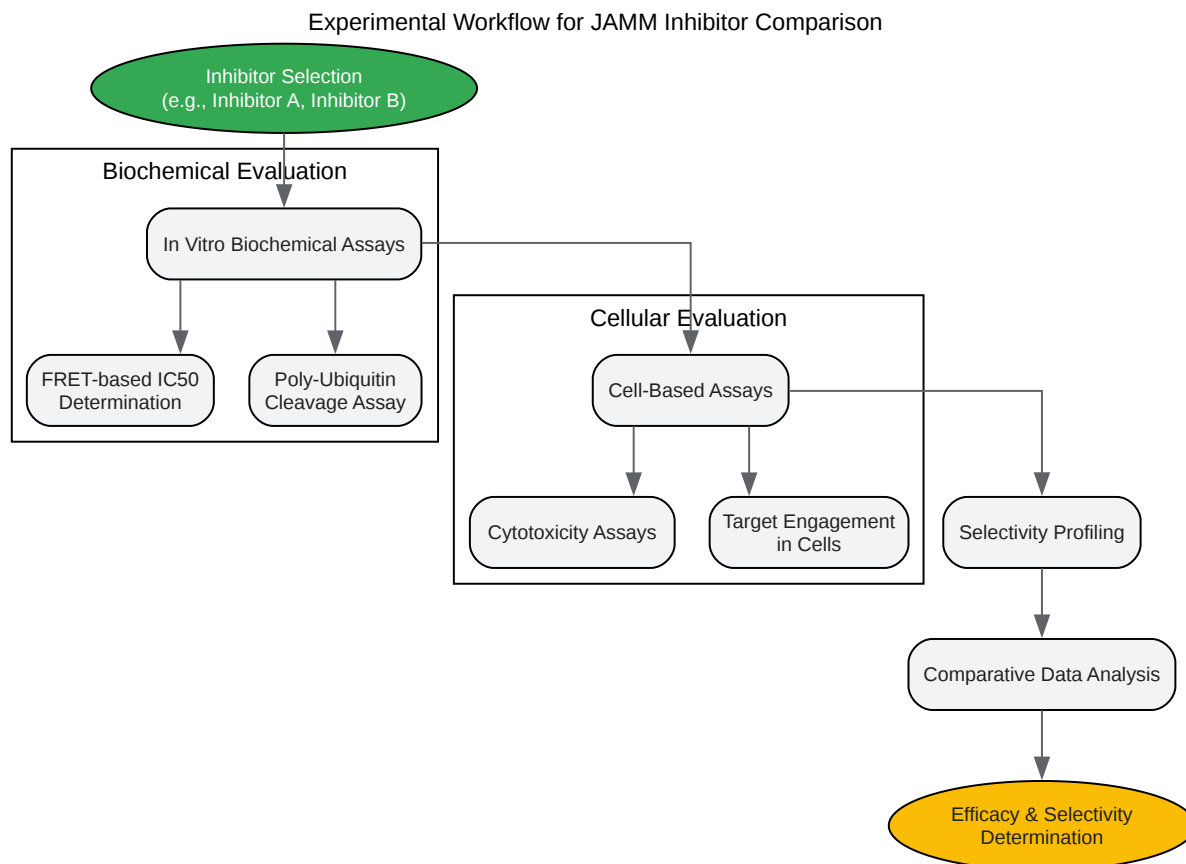 Experimental Workflow for JAMM Inhibitor Comparison
Inhibitor Selection
(e.g., Inhibitor A, Inhibitor B)
Biochemical Evaluation
In Vitro Biochemical Assays
FRET-based IC50
Determination
Poly-Ubiquitin
Cleavage Assay
Cellular Evaluation
Cell-Based Assays
Cytotoxicity Assays
Target Engagement
in Cells
Selectivity Profiling
Comparative Data Analysis
Efficacy & Selectivity
Determination